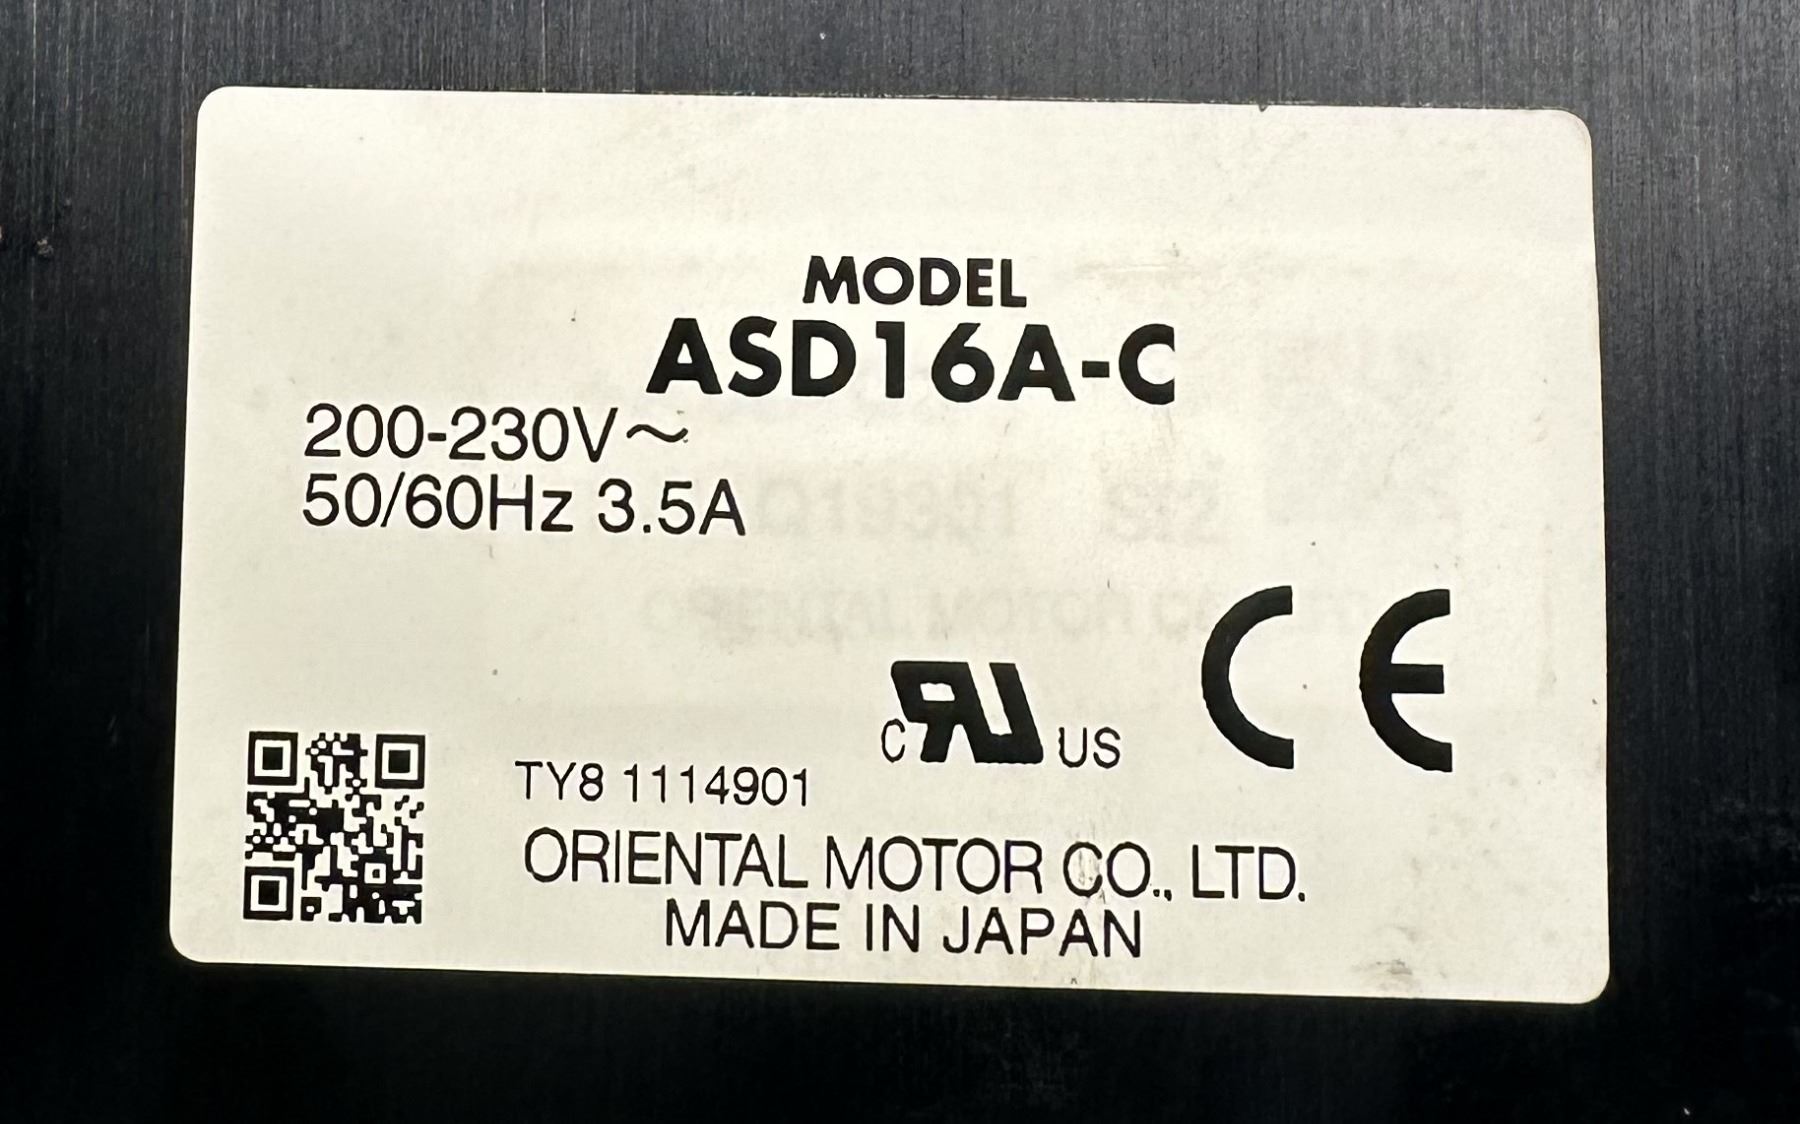 MODEL
ASD16A-C
200-230V~
50/60Hz 3.5A
CE
C RU US
TY8 1114901
ORIENTAL MOTOR CO., LTD.
MADE IN JAPAN